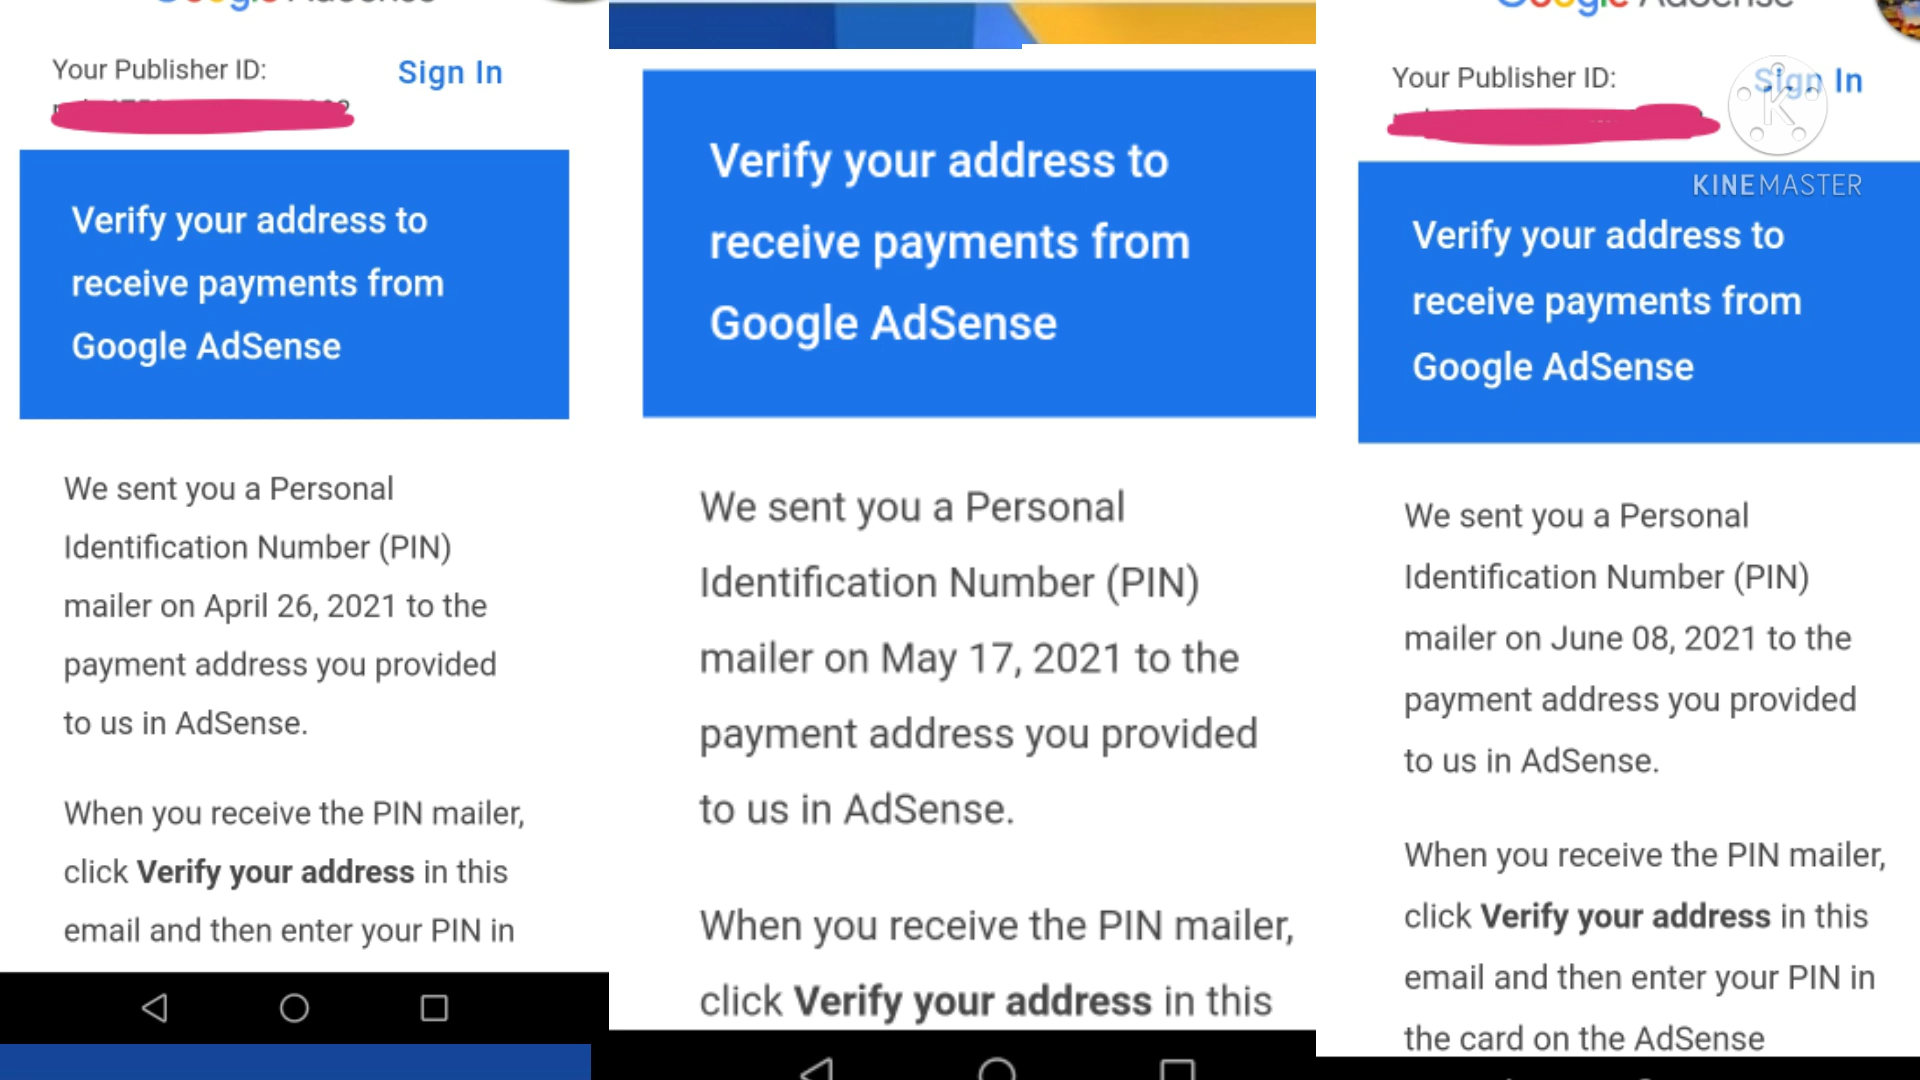 Google AdSense
Your Publisher ID:
Sign In
Verify your address to
receive payments from
Google AdSense
We sent you a Personal
Identification Number (PIN)
mailer on April 26, 2021 to the
payment address you provided
to us in AdSense.
When you receive the PIN mailer,
click Verify your address in this
email and then enter your PIN in
Verify your address to
receive payments from
Google AdSense
We sent you a Personal
Identification Number (PIN)
mailer on May 17, 2021 to the
payment address you provided
to us in AdSense.
When you receive the PIN mailer,
click Verify your address in this
Google AdSense
Your Publisher ID:
Sign In
K
KINEMASTER
Verify your address to
receive payments from
Google AdSense
We sent you a Personal
Identification Number (PIN)
mailer on June 08, 2021 to the
payment address you provided
to us in AdSense.
When you receive the PIN mailer,
click Verify your address in this
email and then enter your PIN in
the card on the AdSense